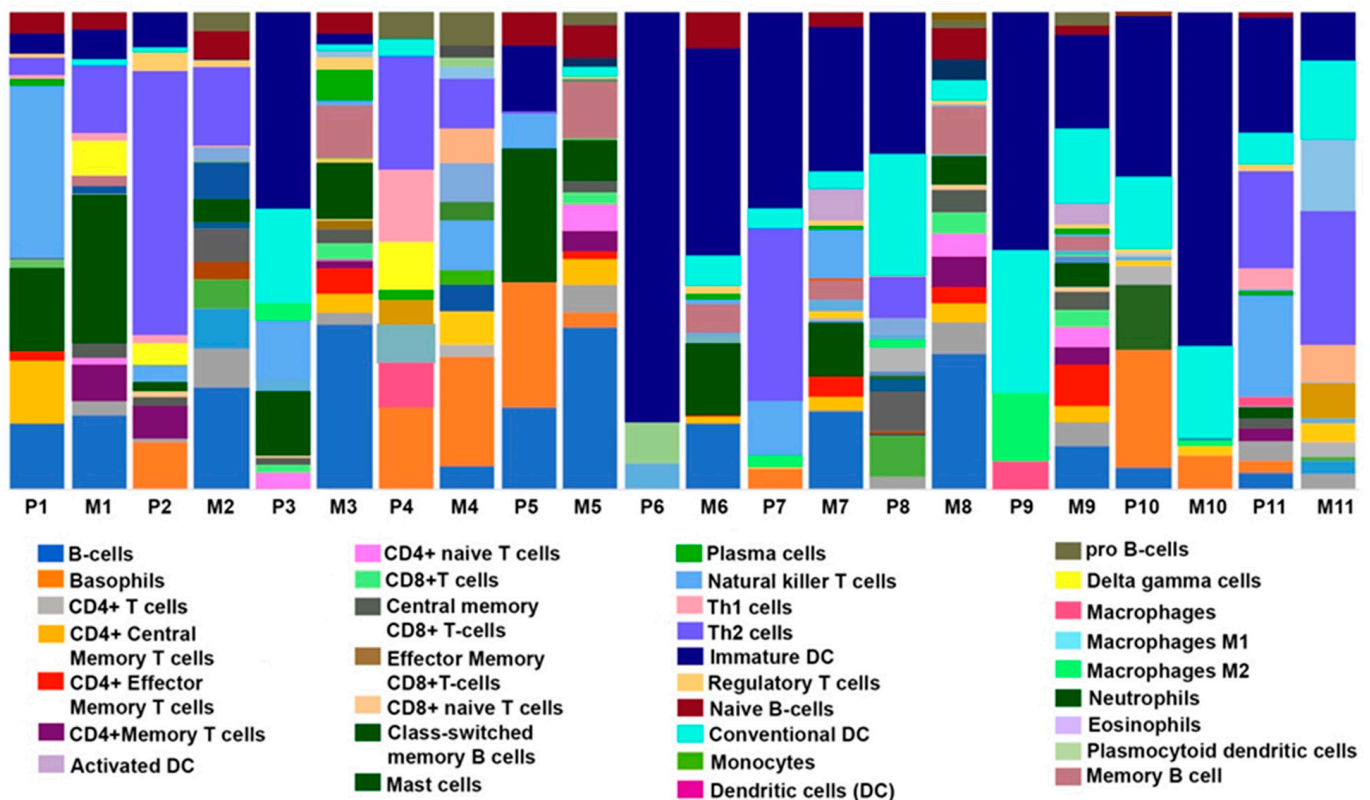 P1 M1 P2 M2 P3 M3 P4 M4 P5 M5 P6 M6 P7 M7 P8 M8 P9 M9 P10 M10 P11 M11
B-cells
Basophils
CD4+ T cells
CD4+ Central
Memory T cells
CD4+ Effector
Memory T cells
CD4+Memory T cells
Activated DC
CD4+ naive T cells
CD8+T cells
Central memory
CD8+ T-cells
Effector Memory
CD8+T-cells
CD8+ naive T cells
Class-switched
memory B cells
Mast cells
Plasma cells
Natural killer T cells
Th1 cells
Th2 cells
Immature DC
Regulatory T cells
Naive B-cells
Conventional DC
Monocytes
Dendritic cells (DC)
pro B-cells
Delta gamma cells
Macrophages
Macrophages M1
Macrophages M2
Neutrophils
Eosinophils
Plasmocytoid dendritic cells
Memory B cell